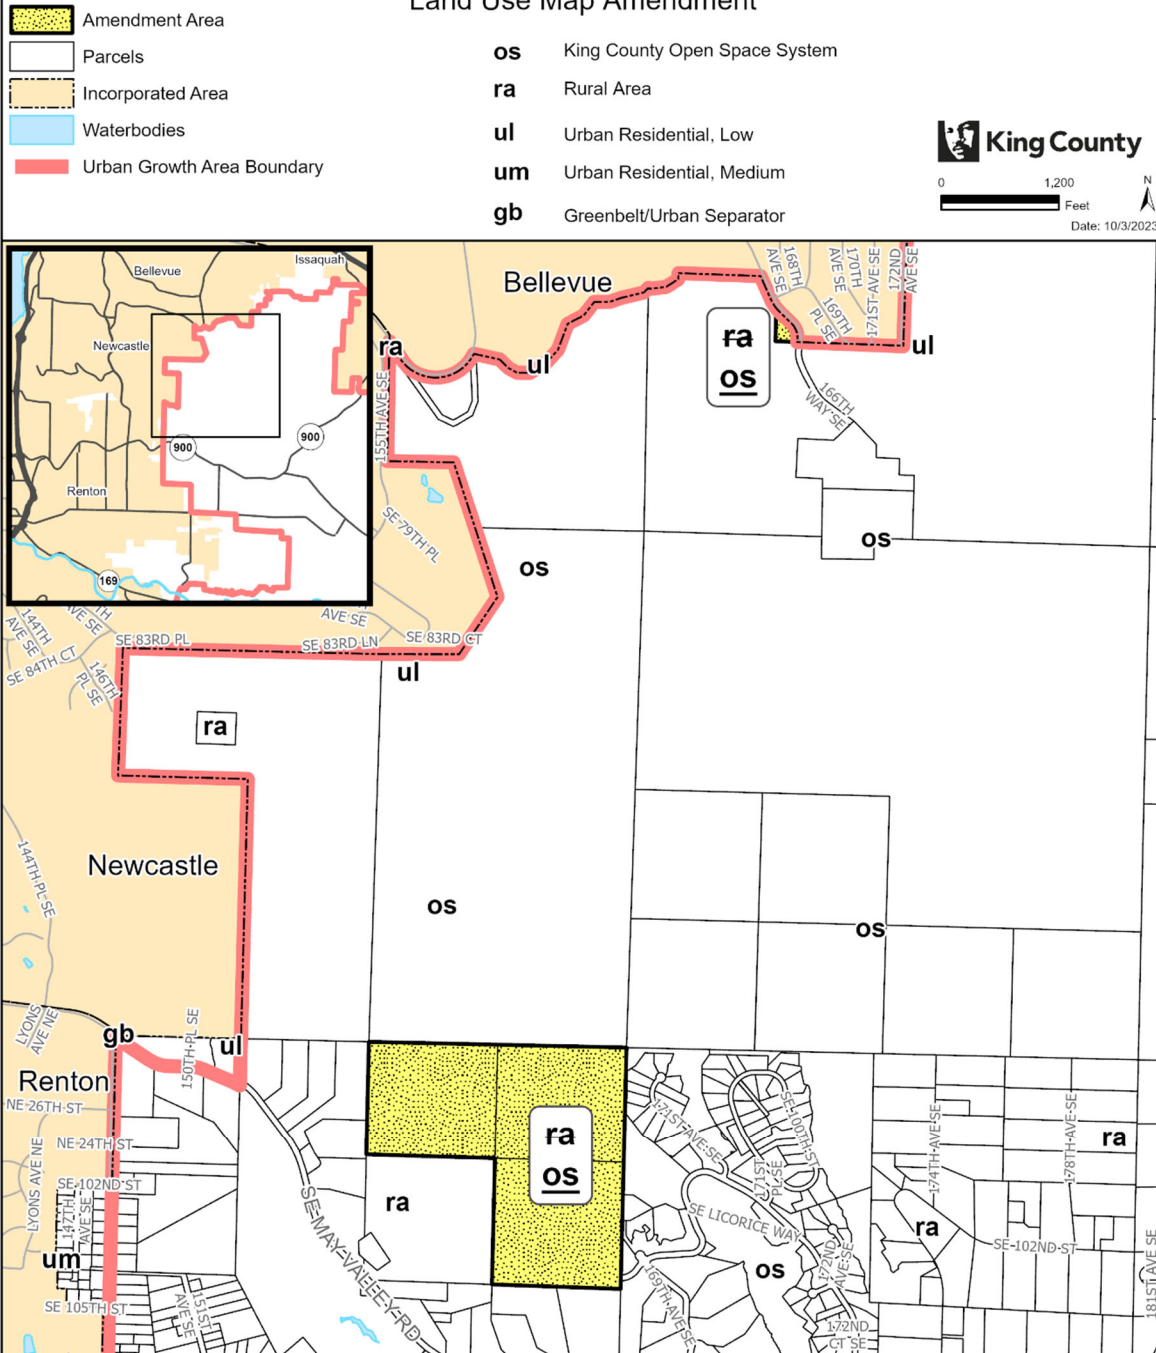 Land Use Map Amendment
Amendment Area
Parcels
Incorporated Area
Waterbodies
Urban Growth Area Boundary
os King County Open Space System
ra Rural Area
ul Urban Residential, Low
um Urban Residential, Medium
gb Greenbelt/Urban Separator
King County
0 1,200
Feet
N
Date: 10/3/2023
Bellevue
Issaquah
Newcastle
900
900
Renton
169
Bellevue
168TH
AVE SE
169TH
PL SE
170TH
AVE SE
171ST AVE SE
172ND
AVE SE
ra
ul
ul
ra
os
155TH AVE SE
166TH
WAY SE
SE 79TH PL
os
os
AVE SE
144TH
AVE SE
TH
AVE SE
SE 83RD PL
SE 83RD LN
SE 83RD CT
SE 84TH CT
146TH
PL SE
ul
ra
Newcastle
144TH PL SE
os
os
LYONS
AVE NE
gb
150TH PL SE
ul
Renton
NE 26TH ST
NE 24TH ST
LYONS AVE NE
SE 102ND ST
147TH
AVE SE
um
SE 105TH ST
151ST
AVE SE
SE MAY VALLEY RD
ra
ra
os
171ST AVE SE
SE 100TH ST
171ST
PL SE
SE LICORICE WAY
169TH AVE SE
os
172ND
AVE SE
172ND
CT SE
174TH AVE SE
178TH AVE SE
ra
ra
SE 102ND ST
181ST AVE SE